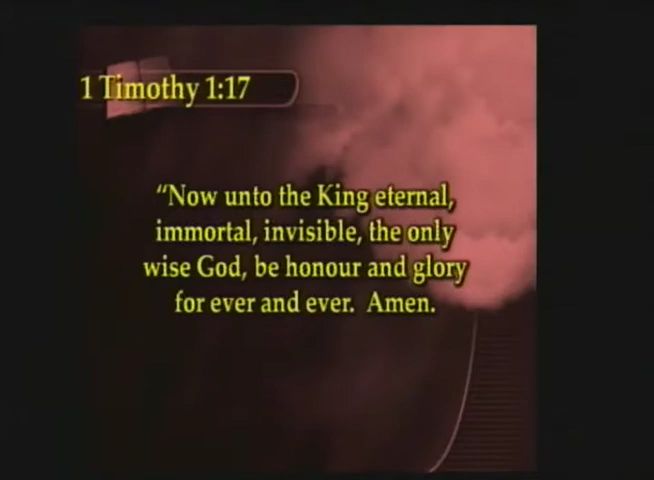 1 Timothy 1:17
“Now unto the King eternal,
immortal, invisible, the only
wise God, be honour and glory
for ever and ever. Amen.